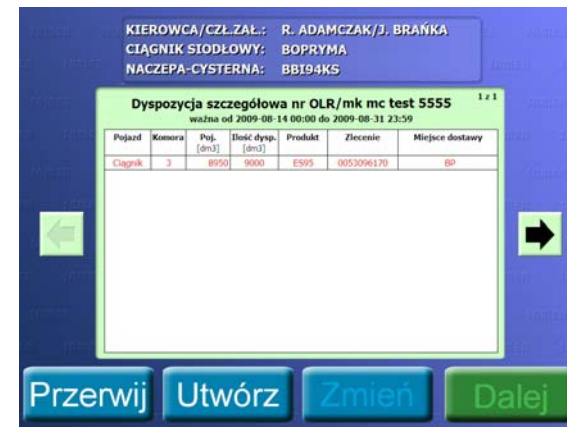 KIEROWCA/CZŁ.ZAŁ.: R. ADAMCZAK/J. BRAŃKA
CIĄGNIK SIODŁOWY: BOPRYMA
NACZEPA-CYSTERNA: BBI94KS
Dyspozycja szczegółowa nr OLR/mk mc test 5555 1 z 1
ważna od 2009-08-14 00:00 do 2009-08-31 23:59
Pojazd Komora Poj. [dm3] Ilość dysp. [dm3] Produkt Zlecenie Miejsce dostawy
Ciągnik 3 8950 9000 ES95 0053096170 BP
Przerwij Utwórz Zmień Dalej